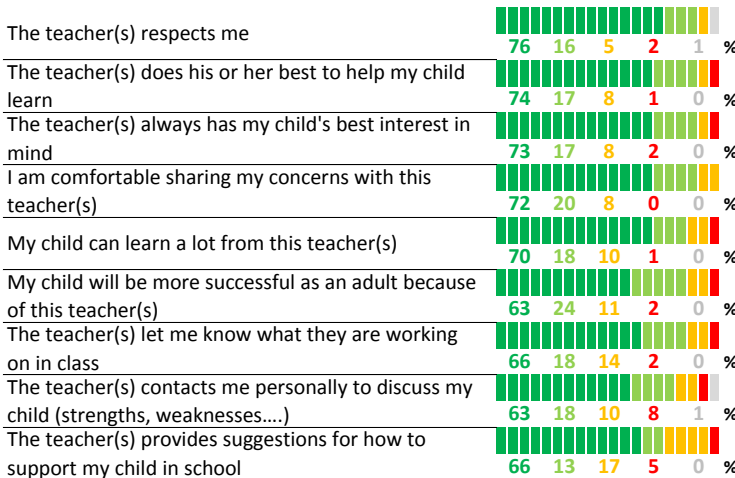 The teacher(s) respects me
76 16 5 2 1 %
The teacher(s) does his or her best to help my child
learn
74 17 8 1 0 %
The teacher(s) always has my child's best interest in
mind
73 17 8 2 0 %
I am comfortable sharing my concerns with this
teacher(s)
72 20 8 0 0 %
My child can learn a lot from this teacher(s)
70 18 10 1 0 %
My child will be more successful as an adult because
of this teacher(s)
63 24 11 2 0 %
The teacher(s) let me know what they are working
on in class
66 18 14 2 0 %
The teacher(s) contacts me personally to discuss my
child (strengths, weaknesses....)
63 18 10 8 1 %
The teacher(s) provides suggestions for how to
support my child in school
66 13 17 5 0 %